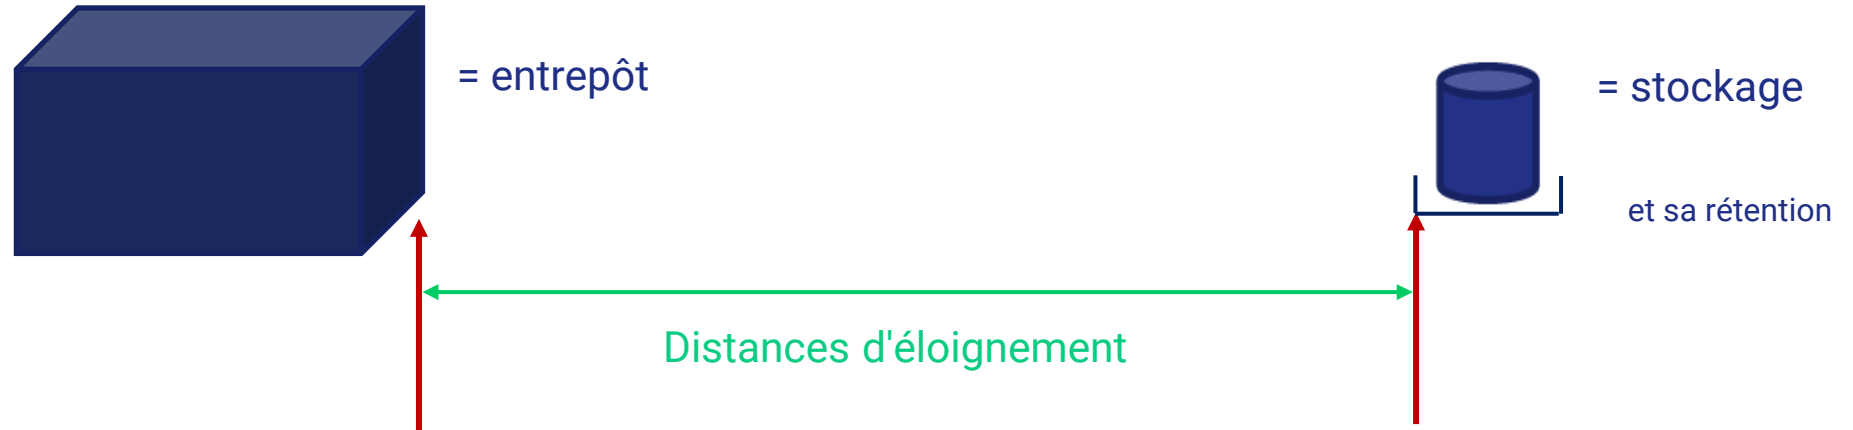 = entrepôt
= stockage
et sa rétention
Distances d'éloignement